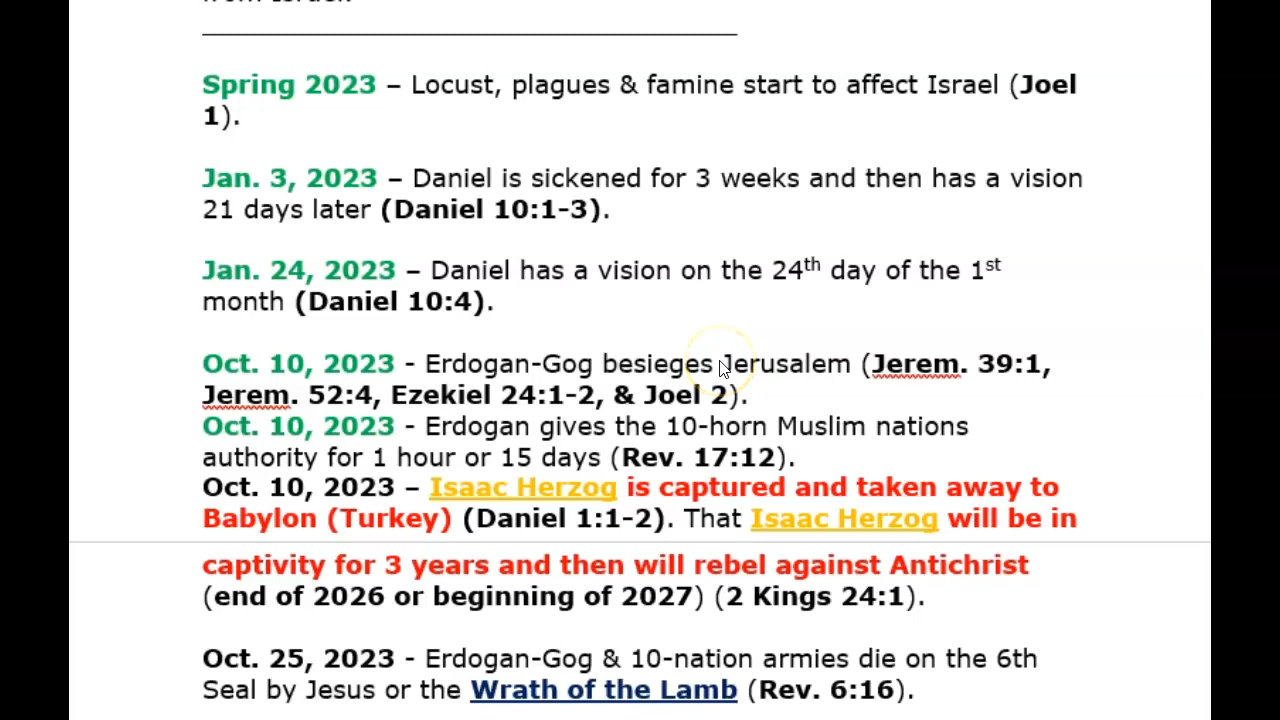 Spring 2023 – Locust, plagues & famine start to affect Israel (Joel
1).
Jan. 3, 2023 – Daniel is sickened for 3 weeks and then has a vision
21 days later (Daniel 10:1-3).
Jan. 24, 2023 – Daniel has a vision on the 24th day of the 1st
month (Daniel 10:4).
Oct. 10, 2023 - Erdogan-Gog besieges Jerusalem (Jerem. 39:1,
Jerem. 52:4, Ezekiel 24:1-2, & Joel 2).
Oct. 10, 2023 - Erdogan gives the 10-horn Muslim nations
authority for 1 hour or 15 days (Rev. 17:12).
Oct. 10, 2023 – Isaac Herzog is captured and taken away to
Babylon (Turkey) (Daniel 1:1-2). That Isaac Herzog will be in
captivity for 3 years and then will rebel against Antichrist
(end of 2026 or beginning of 2027) (2 Kings 24:1).
Oct. 25, 2023 - Erdogan-Gog & 10-nation armies die on the 6th
Seal by Jesus or the Wrath of the Lamb (Rev. 6:16).